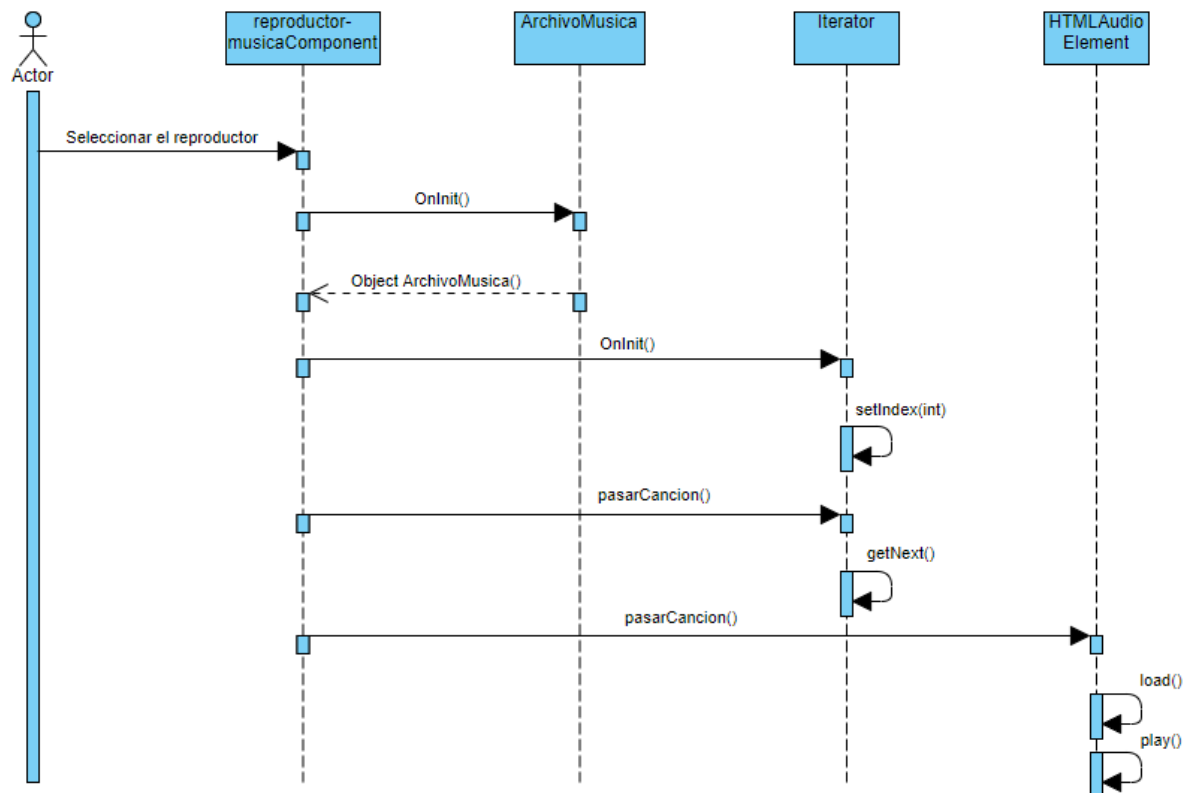 reproductor-
musicaComponent
ArchivoMusica
Iterator
HTMLAudio
Element
Actor
Seleccionar el reproductor
OnInit()
Object ArchivoMusica()
OnInit()
setIndex(int)
pasarCancion()
getNext()
pasarCancion()
load()
play()